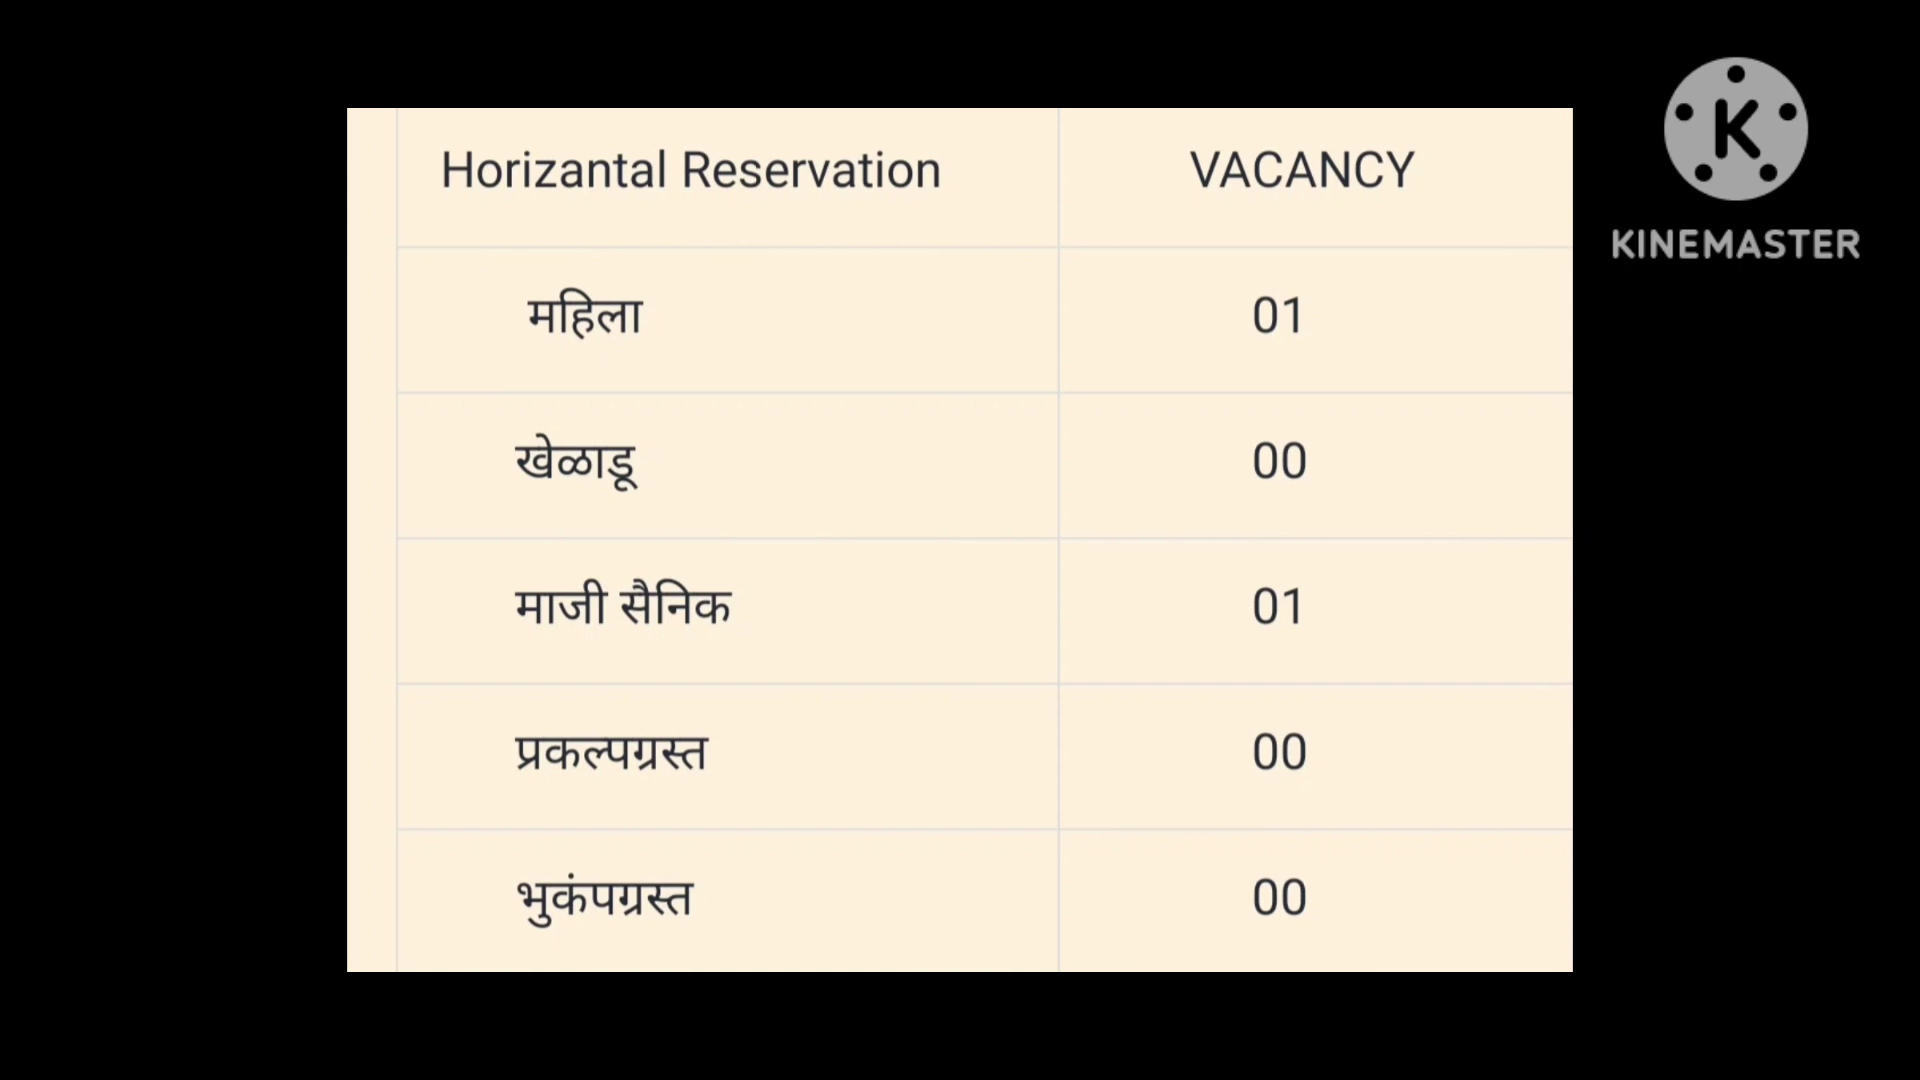 Horizantal Reservation VACANCY
महिला 01
खेळाडू 00
माजी सैनिक 01
प्रकल्पग्रस्त 00
भुकंपग्रस्त 00
K
KINEMASTER